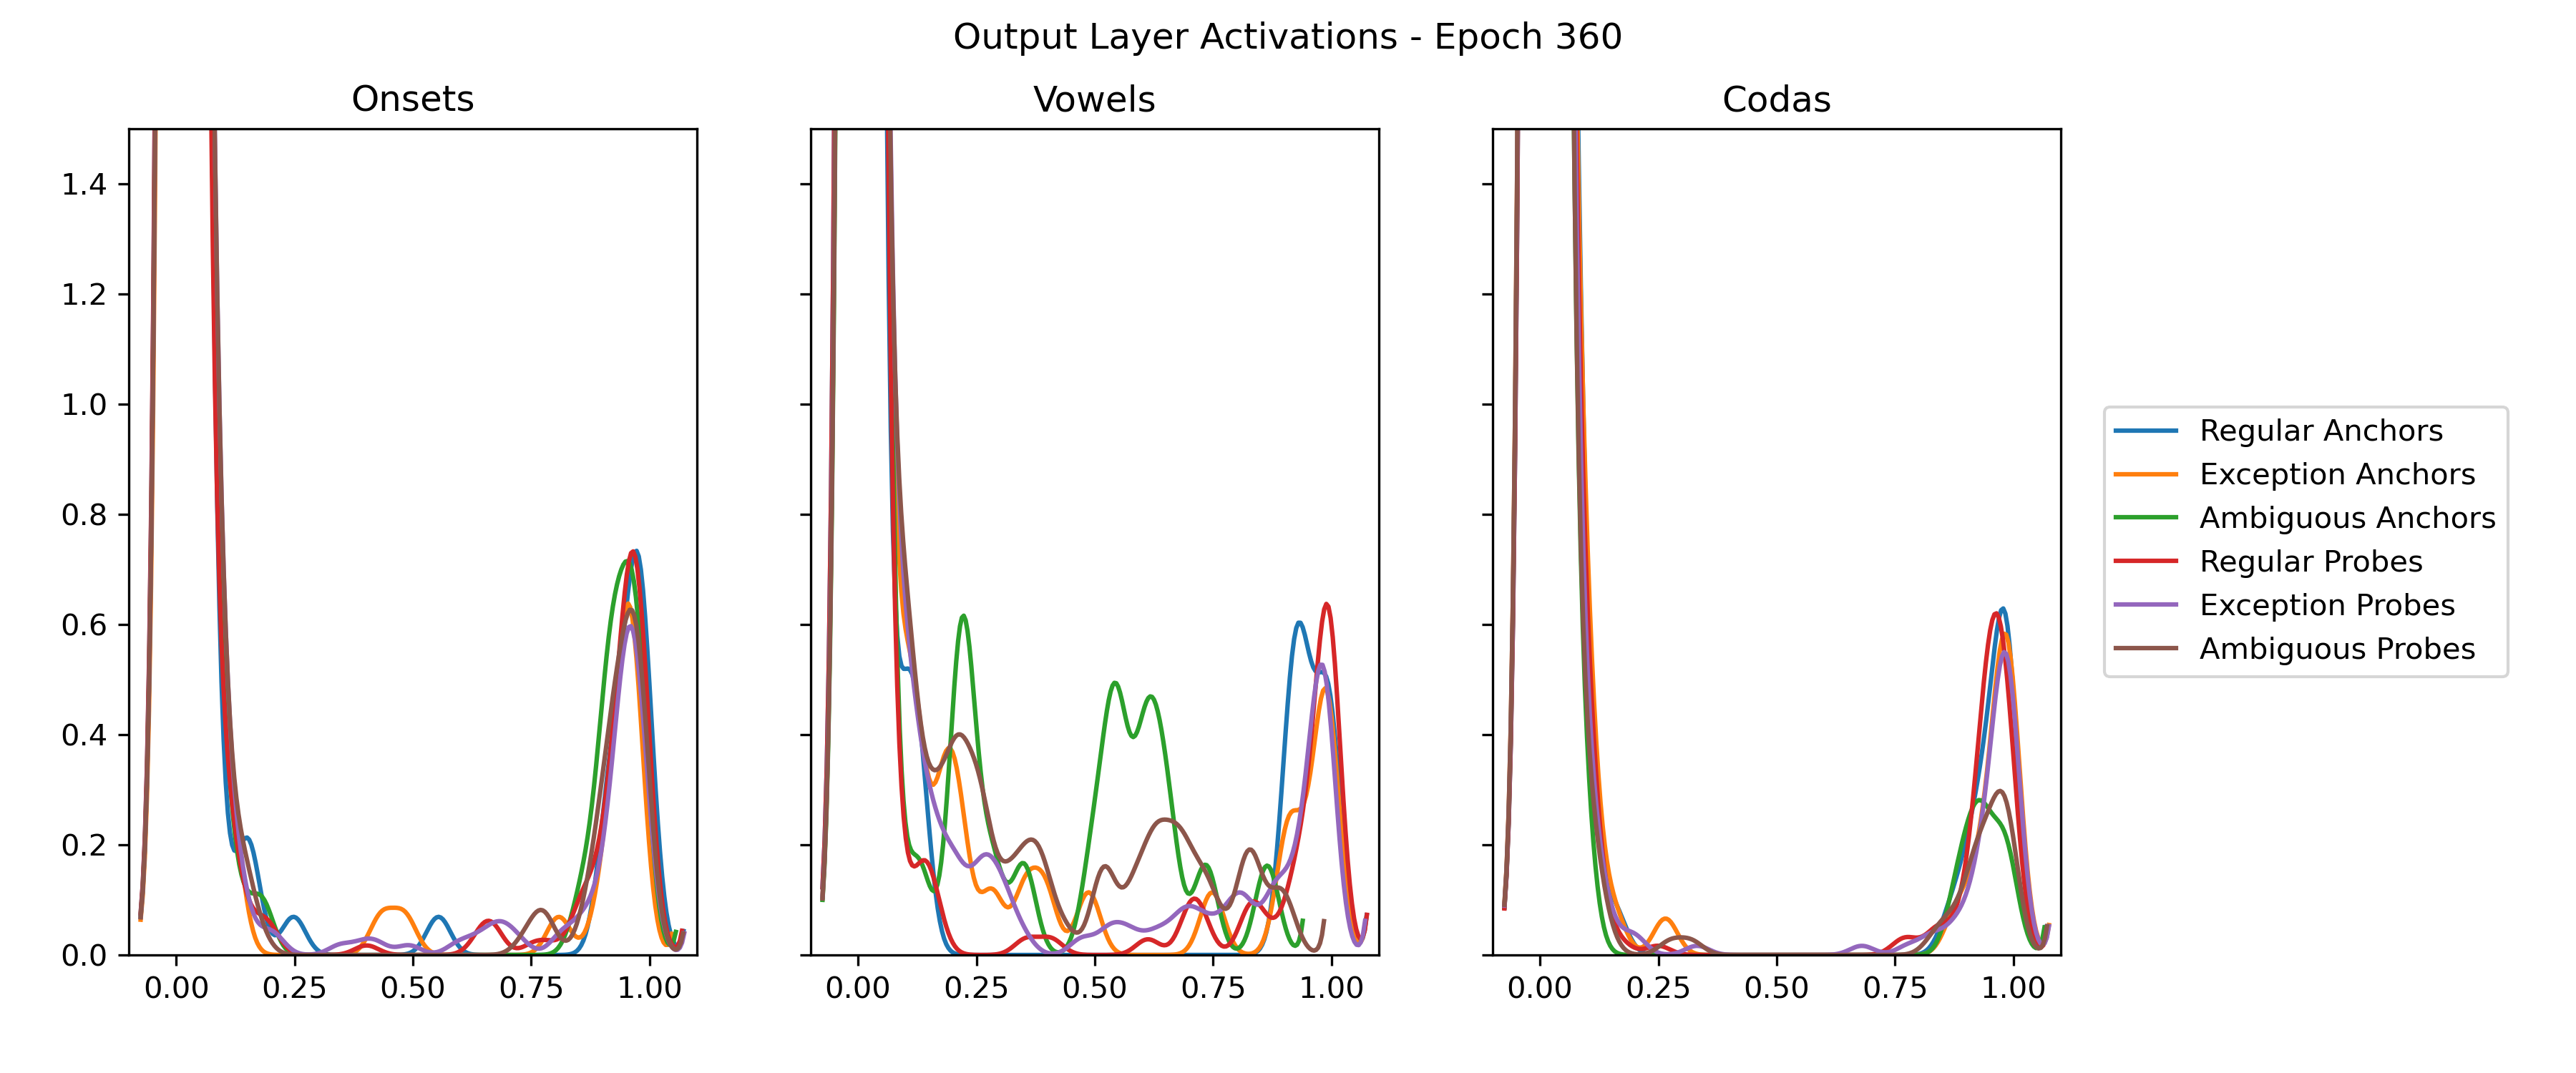 Output Layer Activations - Epoch 360
Onsets
Vowels
Codas
1.4
1.2
1.0
0.8
0.6
0.4
0.2
0.0
0.00 0.25 0.50 0.75 1.00
0.00 0.25 0.50 0.75 1.00
0.00 0.25 0.50 0.75 1.00
Regular Anchors
Exception Anchors
Ambiguous Anchors
Regular Probes
Exception Probes
Ambiguous Probes